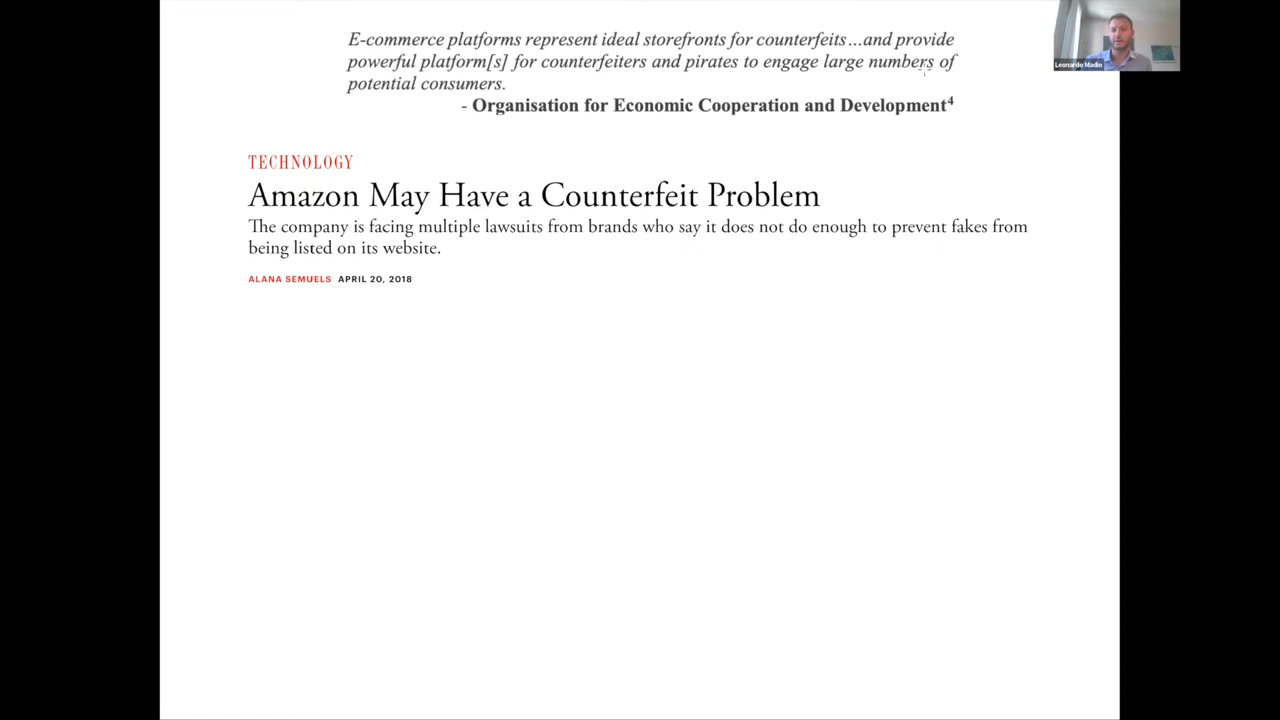 E-commerce platforms represent ideal storefronts for counterfeits...and provide
powerful platform[s] for counterfeiters and pirates to engage large numbers of
potential consumers.
- Organisation for Economic Cooperation and Development⁴
Leonardo Madio
TECHNOLOGY
Amazon May Have a Counterfeit Problem
The company is facing multiple lawsuits from brands who say it does not do enough to prevent fakes from
being listed on its website.
ALANA SEMUELS APRIL 20, 2018